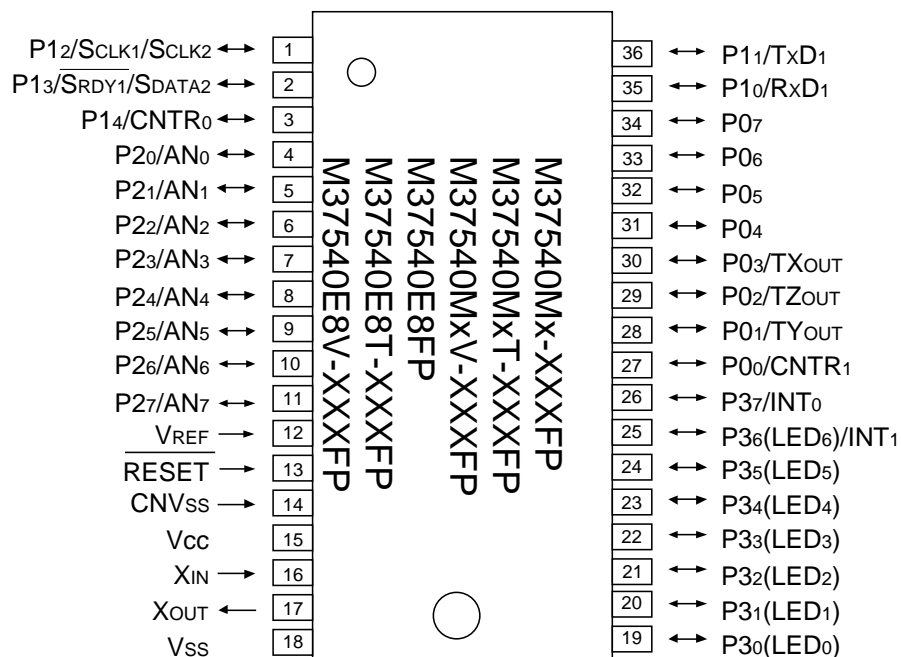 P12/SCLK1/SCLK2
P13/SRDY1/SDATA2
P14/CNTR0
P20/AN0
P21/AN1
P22/AN2
P23/AN3
P24/AN4
P25/AN5
P26/AN6
P27/AN7
VREF
RESET
CNVSS
Vcc
XIN
XOUT
VSS
1
2
3
4
5
6
7
8
9
10
11
12
13
14
15
16
17
18
M37540Mx-XXXFP
M37540MxT-XXXFP
M37540MxV-XXXFP
M37540E8FP
M37540E8T-XXXFP
M37540E8V-XXXFP
36
35
34
33
32
31
30
29
28
27
26
25
24
23
22
21
20
19
P11/TxD1
P10/RxD1
P07
P06
P05
P04
P03/TXOUT
P02/TZOUT
P01/TYOUT
P00/CNTR1
P37/INT0
P36(LED6)/INT1
P35(LED5)
P34(LED4)
P33(LED3)
P32(LED2)
P31(LED1)
P30(LED0)